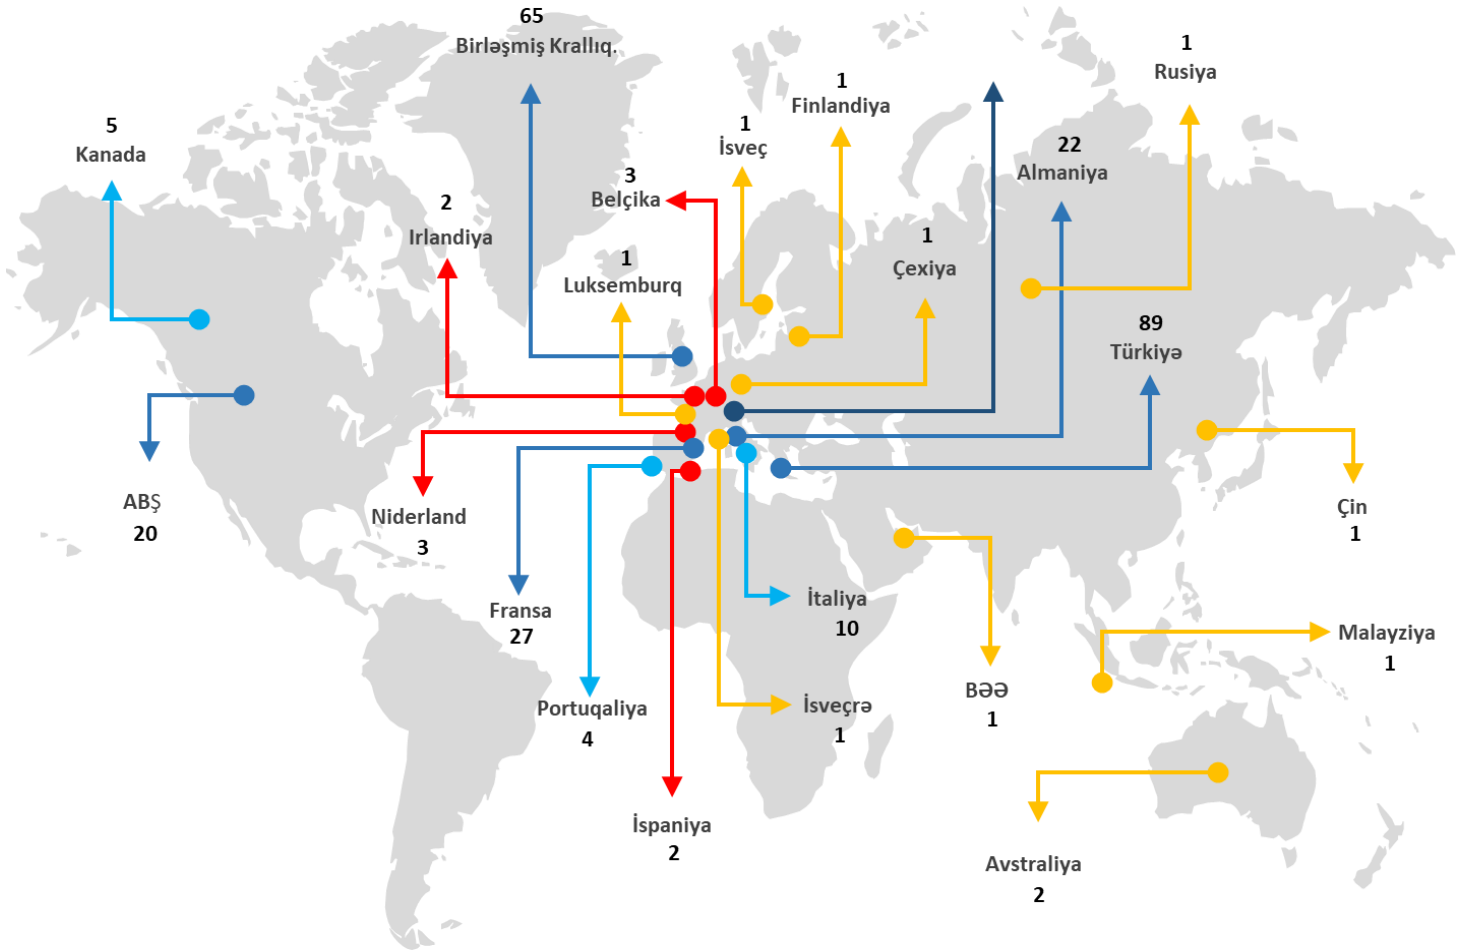 65
Birləşmiş Krallıq.
1
Rusiya
1
Finlandiya
5
Kanada
1
İsveç
22
Almaniya
3
Belçika
2
Irlandiya
1
Çexiya
1
Luksemburq
89
Türkiyə
ABŞ
20
Niderland
3
Çin
1
Fransa
27
İtaliya
10
Malayziya
1
Portuqaliya
4
İsveçrə
1
BƏƏ
1
İspaniya
2
Avstraliya
2